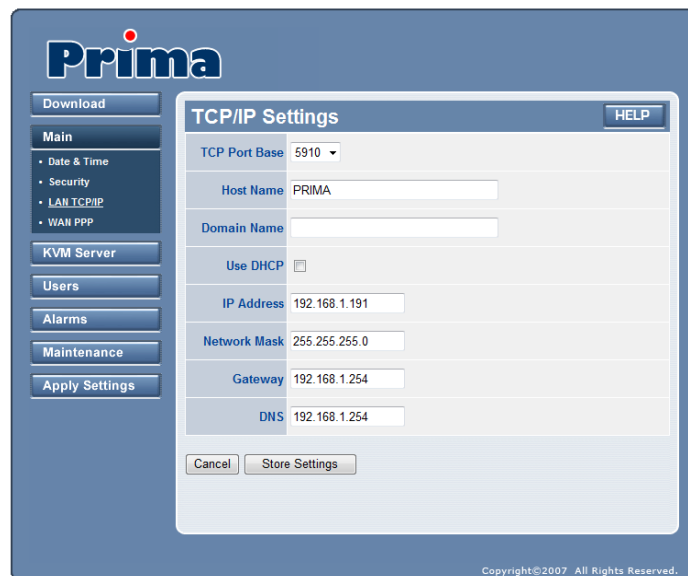 Prima
Download
Main
• Date & Time
• Security
• LAN TCP/IP
• WAN PPP
KVM Server
Users
Alarms
Maintenance
Apply Settings
TCP/IP Settings
HELP
TCP Port Base 5910
Host Name PRIMA
Domain Name
Use DHCP
IP Address 192.168.1.191
Network Mask 255.255.255.0
Gateway 192.168.1.254
DNS 192.168.1.254
Cancel Store Settings
Copyright©2007 All Rights Reserved.